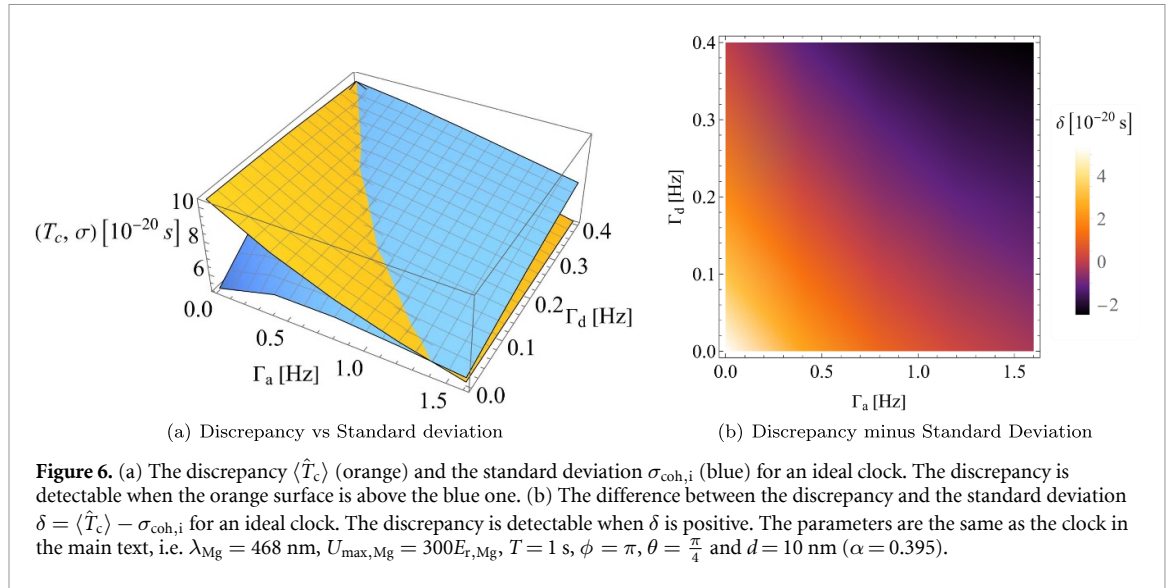 (T_c, σ) [10⁻²⁰ s]
10
8
6
0.0
0.5
1.0
1.5
Γ_a [Hz]
0.0
0.1
0.2
0.3
0.4
Γ_d [Hz]
(a) Discrepancy vs Standard deviation
0.4
0.3
0.2
0.1
0.0
Γ_d [Hz]
0.0 0.5 1.0 1.5
Γ_a [Hz]
δ [10⁻²⁰ s]
4
2
0
−2
(b) Discrepancy minus Standard Deviation
Figure 6. (a) The discrepancy ⟨T̂_c⟩ (orange) and the standard deviation σ_coh,i (blue) for an ideal clock. The discrepancy is
detectable when the orange surface is above the blue one. (b) The difference between the discrepancy and the standard deviation
δ = ⟨T̂_c⟩ − σ_coh,i for an ideal clock. The discrepancy is detectable when δ is positive. The parameters are the same as the clock in
the main text, i.e. λ_Mg = 468 nm, U_max,Mg = 300E_r,Mg, T = 1 s, ϕ = π, θ = π/4 and d = 10 nm (α = 0.395).